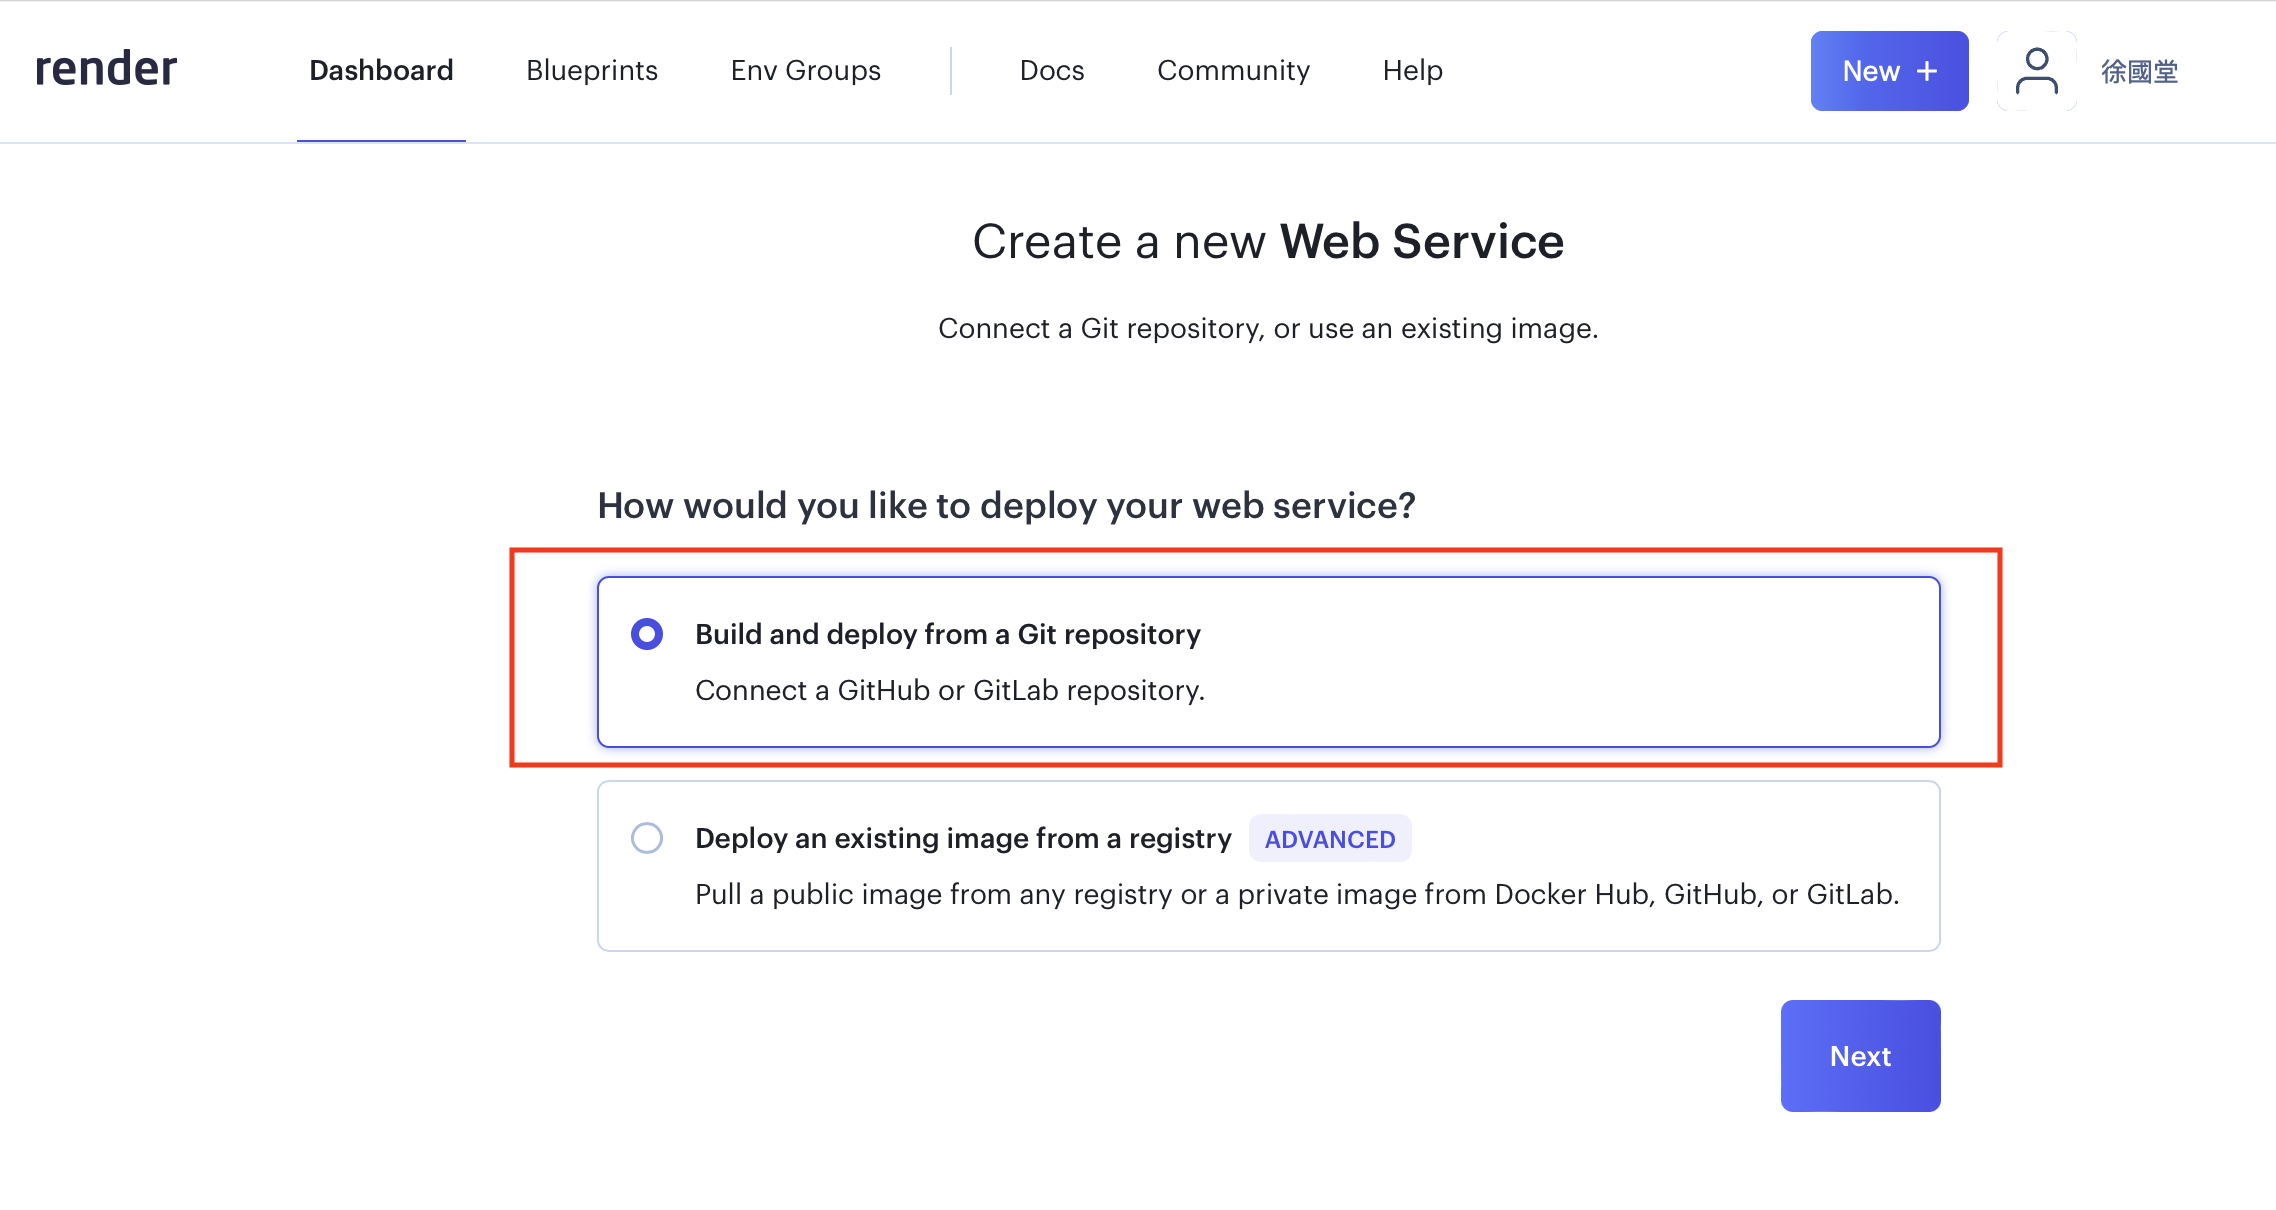 render Dashboard Blueprints Env Groups Docs Community Help New + 徐國堂
Create a new Web Service
Connect a Git repository, or use an existing image.
How would you like to deploy your web service?
Build and deploy from a Git repository
Connect a GitHub or GitLab repository.
Deploy an existing image from a registry ADVANCED
Pull a public image from any registry or a private image from Docker Hub, GitHub, or GitLab.
Next